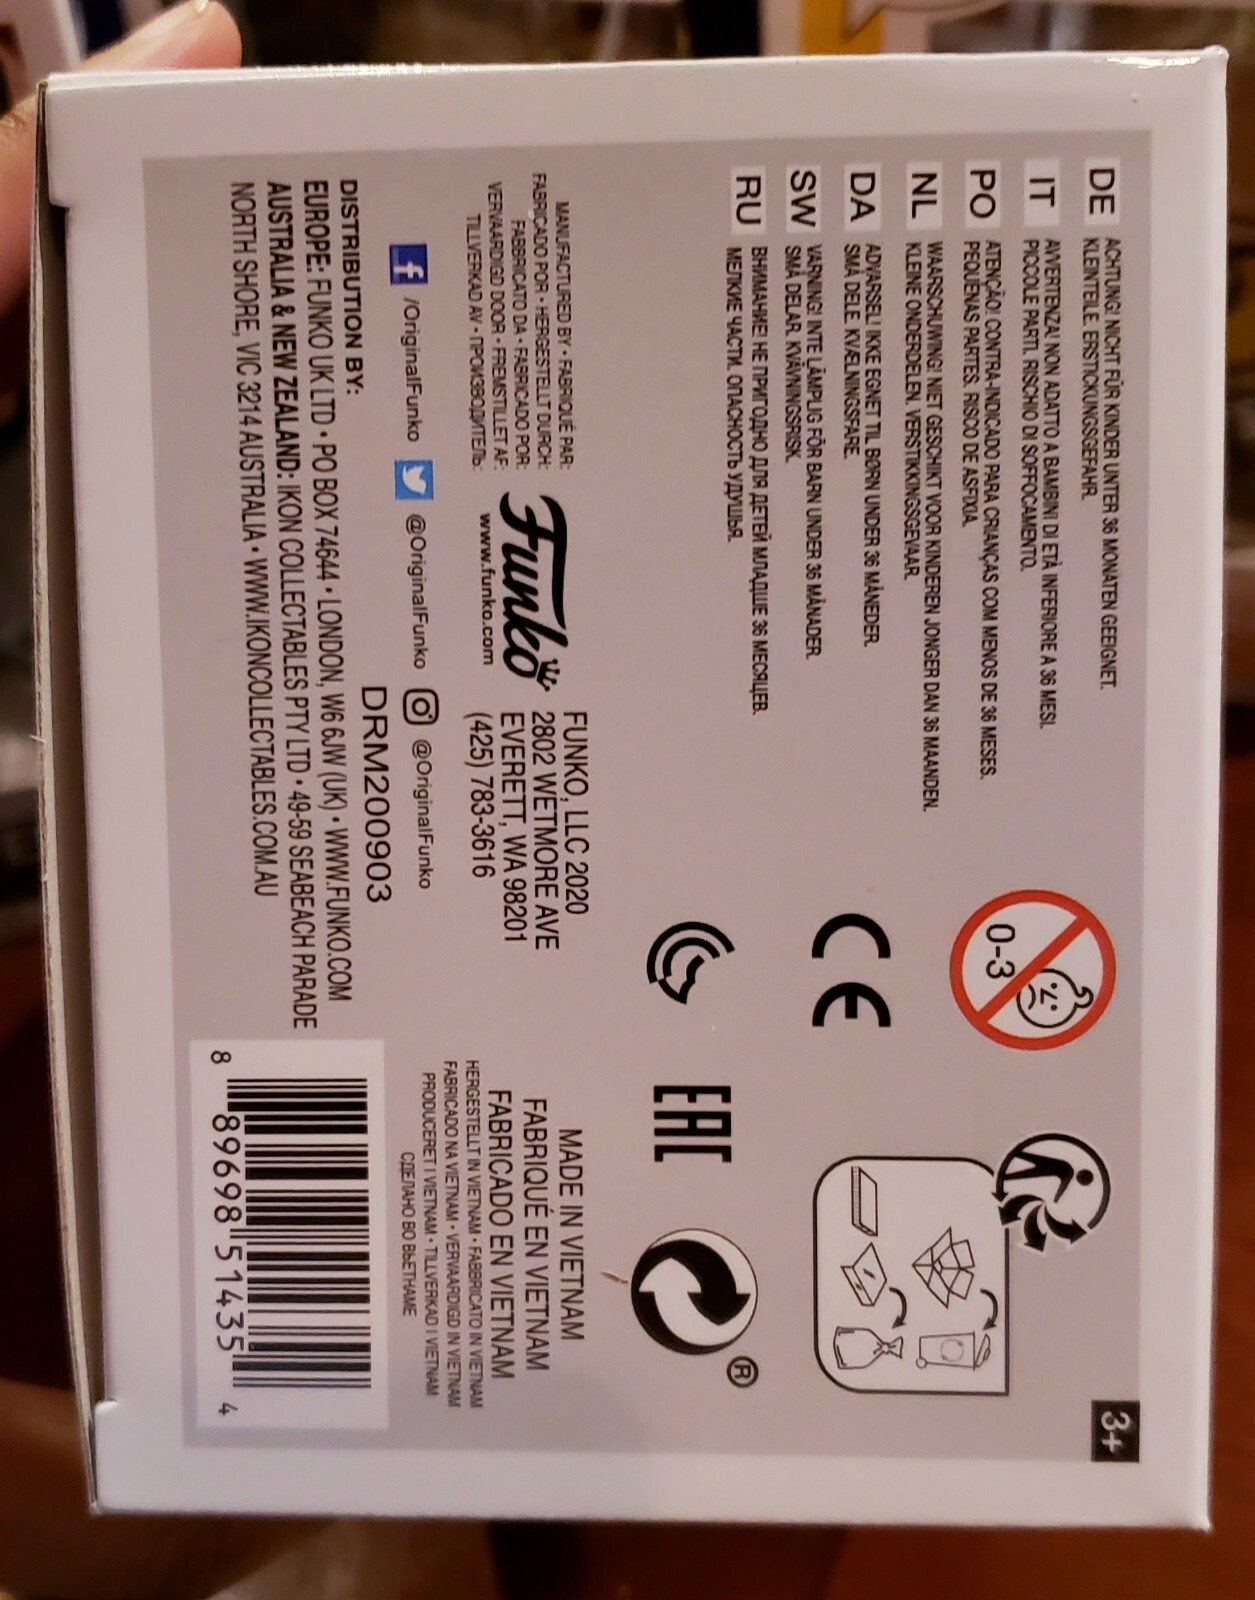 3+
DE ACHTUNG! NICHT FÜR KINDER UNTER 36 MONATEN GEEIGNET.
KLEINTEILE. ERSTICKUNGSGEFAHR.
IT AVVERTENZA! NON ADATTO A BAMBINI DI ETÀ INFERIORE A 36 MESI.
PICCOLE PARTI. RISCHIO DI SOFFOCAMENTO.
PO ATENÇÃO! CONTRA-INDICADO PARA CRIANÇAS COM MENOS DE 36 MESES.
PEQUENAS PARTES. RISCO DE ASFIXIA.
NL WAARSCHUWING! NIET GESCHIKT VOOR KINDEREN JONGER DAN 36 MAANDEN.
KLEINE ONDERDELEN. VERSTIKKINGSGEVAAR.
DA ADVARSEL! IKKE EGNET TIL BØRN UNDER 36 MÅNEDER.
SMÅ DELE. KVÆLNINGSFARE.
SW VARNING! INTE LÄMPLIG FÖR BARN UNDER 36 MÅNADER.
SMÅ DELAR. KVÄVNINGSRISK.
RU ВНИМАНИЕ! НЕ ПРИГОДНО ДЛЯ ДЕТЕЙ МЛАДШЕ 36 МЕСЯЦЕВ.
МЕЛКИЕ ЧАСТИ. ОПАСНОСТЬ УДУШЬЯ.
0-3
CE
EAC
®
MANUFACTURED BY • FABRIQUÉ PAR:
FABRICADO POR • HERGESTELLT DURCH:
FABBRICATO DA • FABRICADO POR:
VERVAARDIGD DOOR • FREMSTILLET AF:
TILLVERKAD AV • ПРОИЗВОДИТЕЛЬ:
Funko
www.funko.com
FUNKO, LLC 2020
2802 WETMORE AVE
EVERETT, WA 98201
(425) 783-3616
MADE IN VIETNAM
FABRIQUÉ EN VIETNAM
FABRICADO EN VIETNAM
HERGESTELLT IN VIETNAM • FABBRICATO IN VIETNAM
FABRICADO NA VIETNAM • VERVAARDIGD IN VIETNAM
PRODUCERET I VIETNAM • TILLVERKAD I VIETNAM
СДЕЛАНО ВО ВЬЕТНАМЕ
f /OriginalFunko @OriginalFunko @OriginalFunko
DRM200903
DISTRIBUTION BY:
EUROPE: FUNKO UK LTD • PO BOX 74644 • LONDON, W6 6JW (UK) • WWW.FUNKO.COM
AUSTRALIA & NEW ZEALAND: IKON COLLECTABLES PTY LTD • 49-59 SEABEACH PARADE
NORTH SHORE, VIC 3214 AUSTRALIA • WWW.IKONCOLLECTABLES.COM.AU
8 89698 51435 4